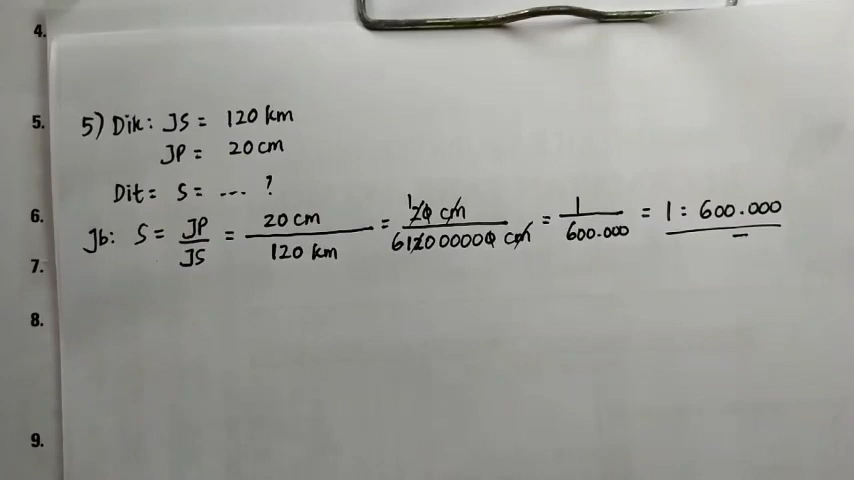 4.
5.
5) Dik: JS = 120 km
JP = 20 cm
Dit = S = .... ?
6.
Jb: S = JP/JS = 20 cm/120 km = 20 cm/12000000 cm = 1/600.000 = 1 : 600.000
7.
8.
9.